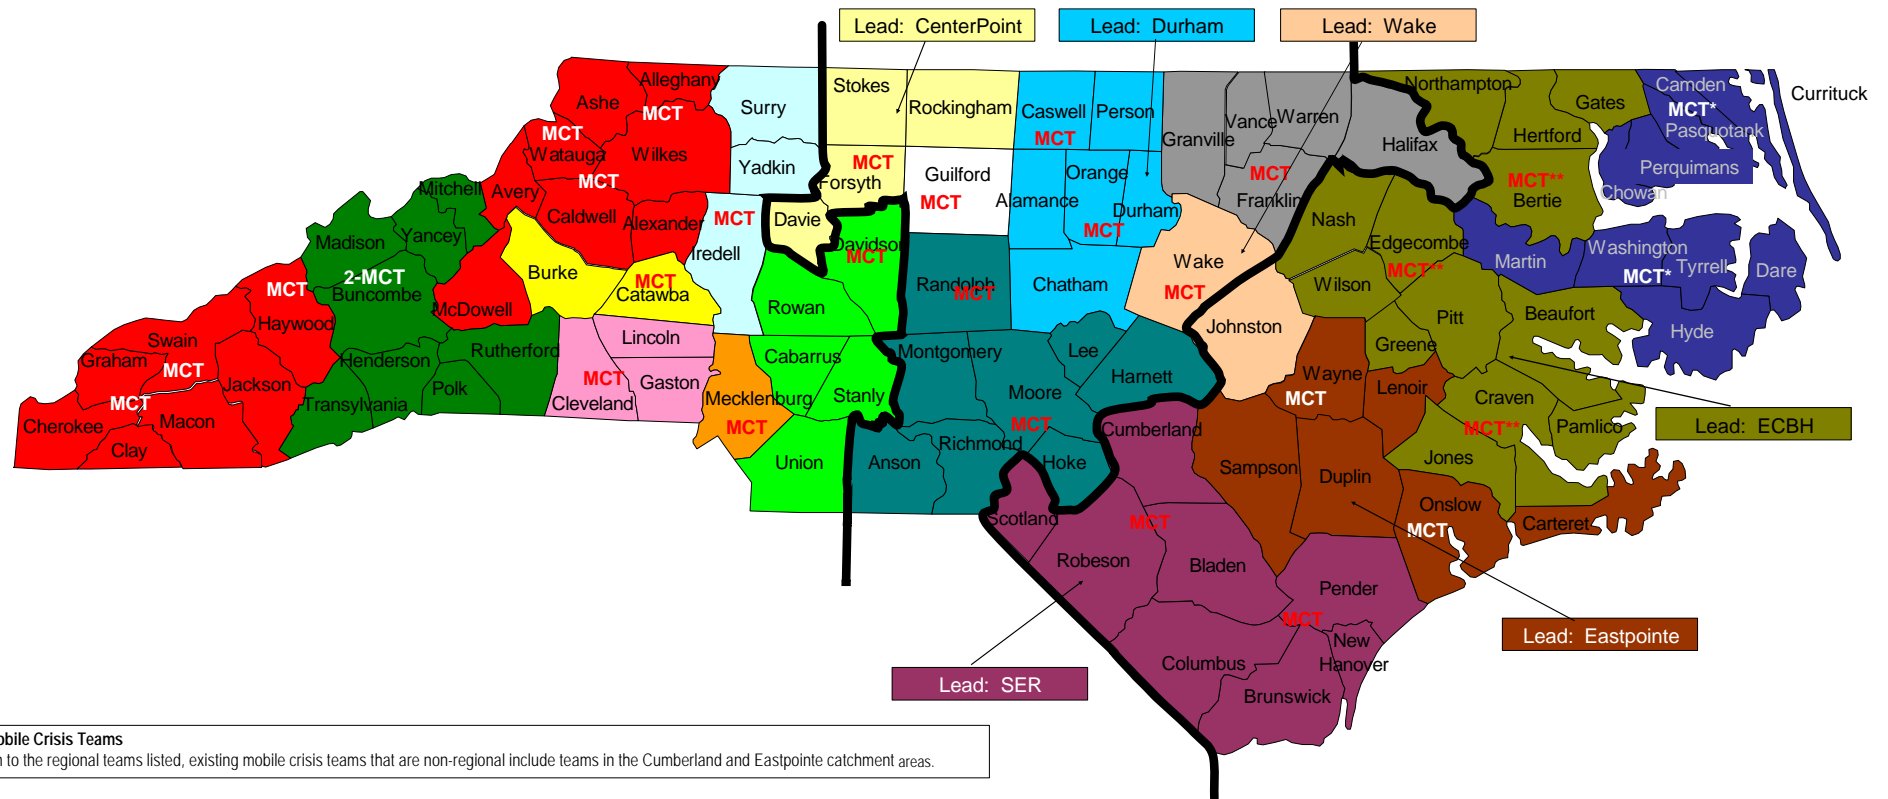 Lead: CenterPoint
Lead: Durham
Lead: Wake
Alleghany
Ashe
MCT
Surry
Stokes
Rockingham
Caswell
Person
MCT
Granville
Vance
Warren
Northampton
Halifax
Gates
Hertford
Camden
MCT*
Pasquotank
Currituck
MCT
Watauga
Wilkes
Yadkin
MCT
Forsyth
Guilford
MCT
Orange
Alamance
Durham
MCT
MCT
Franklin
MCT**
Bertie
Perquimans
Chowan
Mitchell
Avery
MCT
Caldwell
Alexander
MCT
Iredell
Davie
Davidson
MCT
Nash
Edgecombe
MCT**
Martin
Washington
MCT*
Tyrrell
Dare
Madison
Yancey
2-MCT
Buncombe
Burke
MCT
Catawba
Rowan
Randolph
MCT
Chatham
Wake
MCT
Wilson
Pitt
Beaufort
Hyde
MCT
Haywood
McDowell
Lincoln
Johnston
Greene
Swain
Graham
MCT
Jackson
Henderson
Rutherford
Polk
Transylvania
MCT
Gaston
Cleveland
Cabarrus
Stanly
Mecklenburg
MCT
Montgomery
Lee
Moore
MCT
Harnett
Wayne
MCT
Lenoir
Craven
MCT**
Pamlico
Lead: ECBH
MCT
Cherokee
Macon
Clay
Union
Anson
Richmond
Hoke
Cumberland
Sampson
Duplin
Jones
Onslow
MCT
Carteret
Scotland
MCT
Robeson
Bladen
Pender
MCT
New
Hanover
Columbus
Brunswick
Lead: Eastpointe
Lead: SER
obile Crisis Teams
to the regional teams listed, existing mobile crisis teams that are non-regional include teams in the Cumberland and Eastpointe catchment areas.